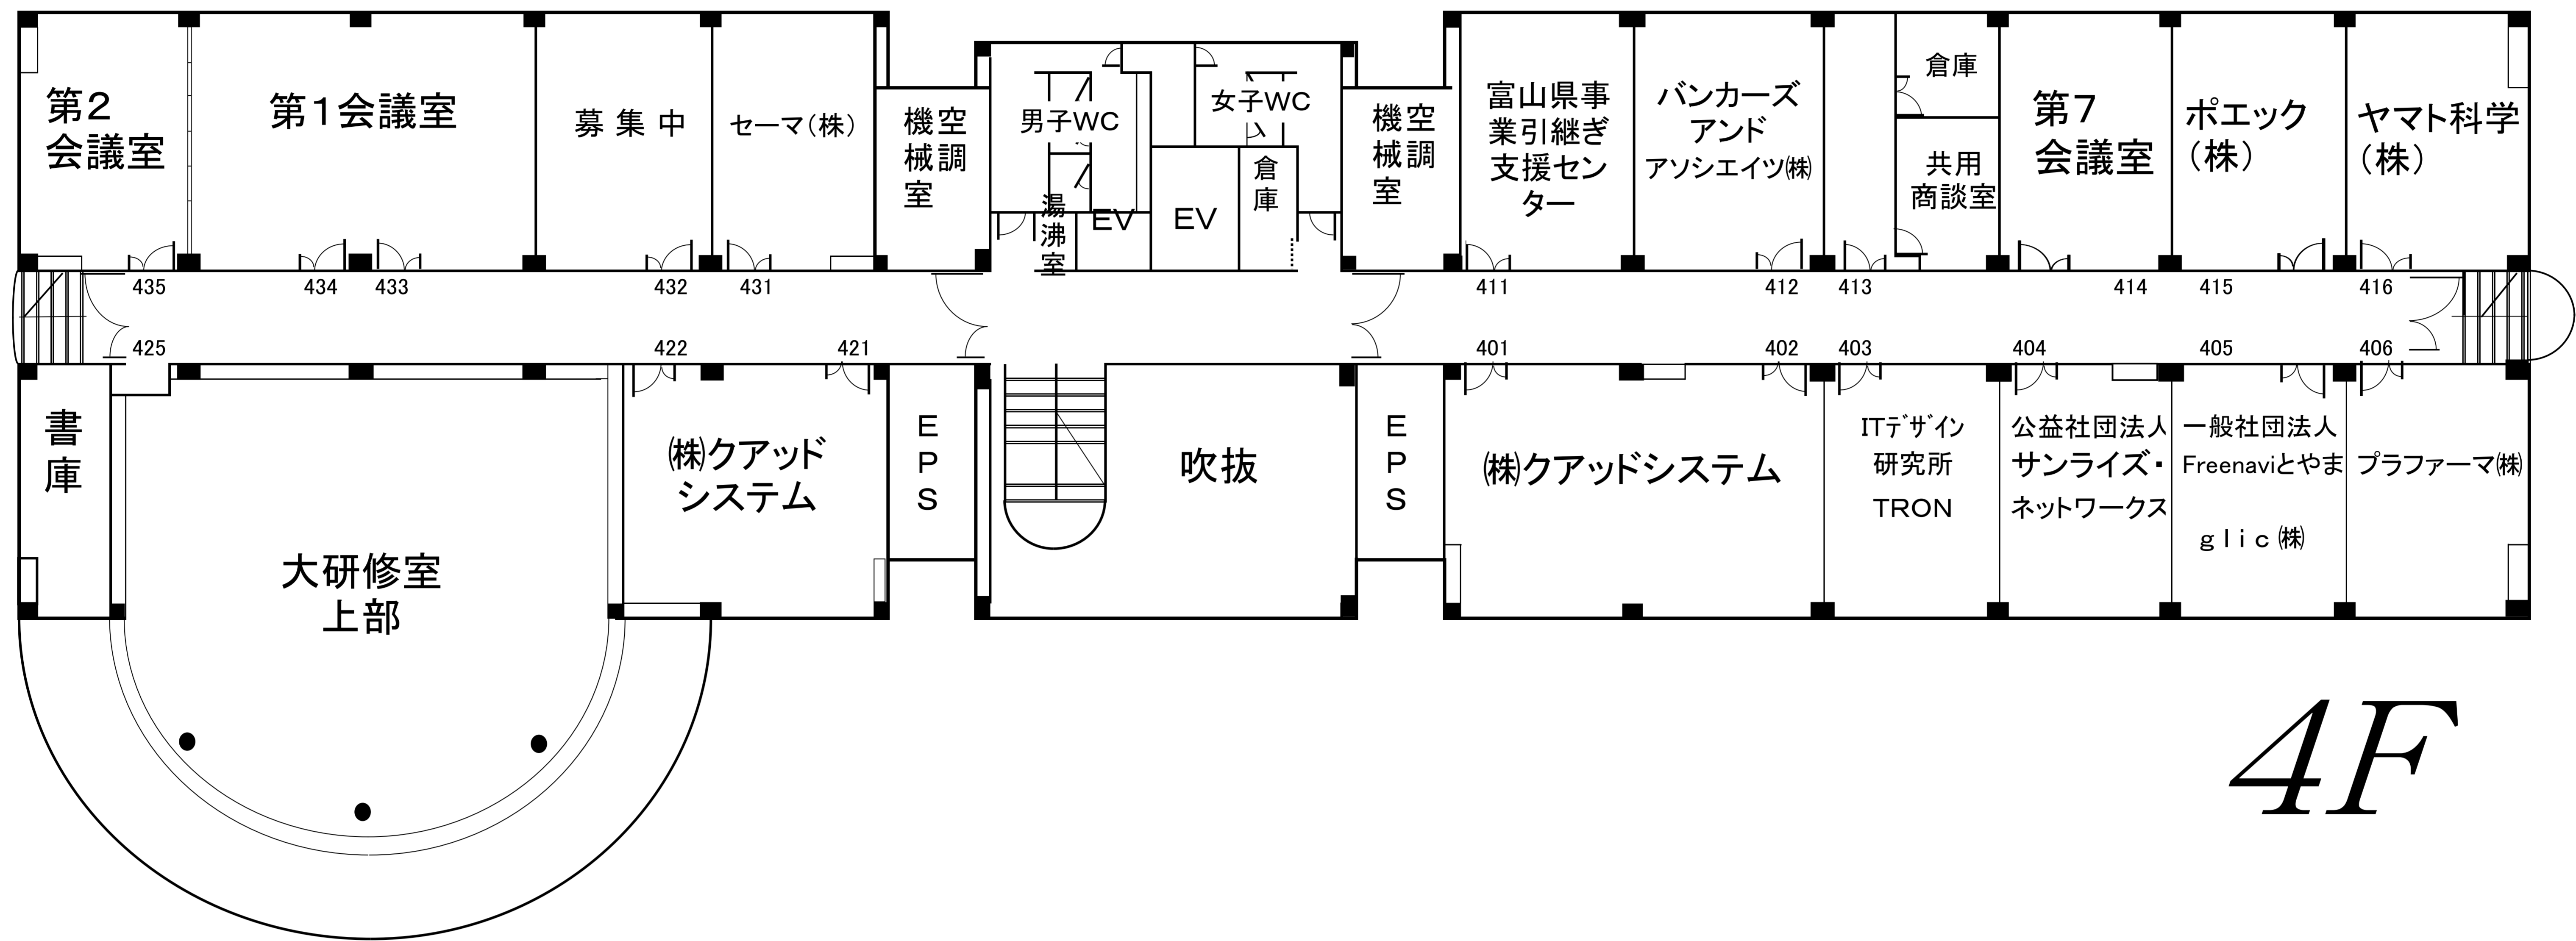 第２
会議室
第１会議室
募 集 中
セーマ（株）
空調
機械室
男子WC
湯沸室
EV
EV
女子WC
倉庫
空調
機械室
富山県事
業引継ぎ
支援セン
ター
バンカーズ
アンド
アソシエイツ㈱
倉庫
共用
商談室
第７
会議室
ポエック
（株）
ヤマト科学
（株）
435
434
433
432
431
411
412
413
414
415
416
425
422
421
401
402
403
404
405
406
書庫
大研修室
上部
㈱クアッド
システム
EPS
吹抜
EPS
㈱クアッドシステム
ITﾃﾞｻﾞｲﾝ
研究所
TRON
公益社団法人
サンライズ・
ネットワークス
一般社団法人
Freenaviとやま
ｇｌｉｃ㈱
プラファーマ㈱
4F